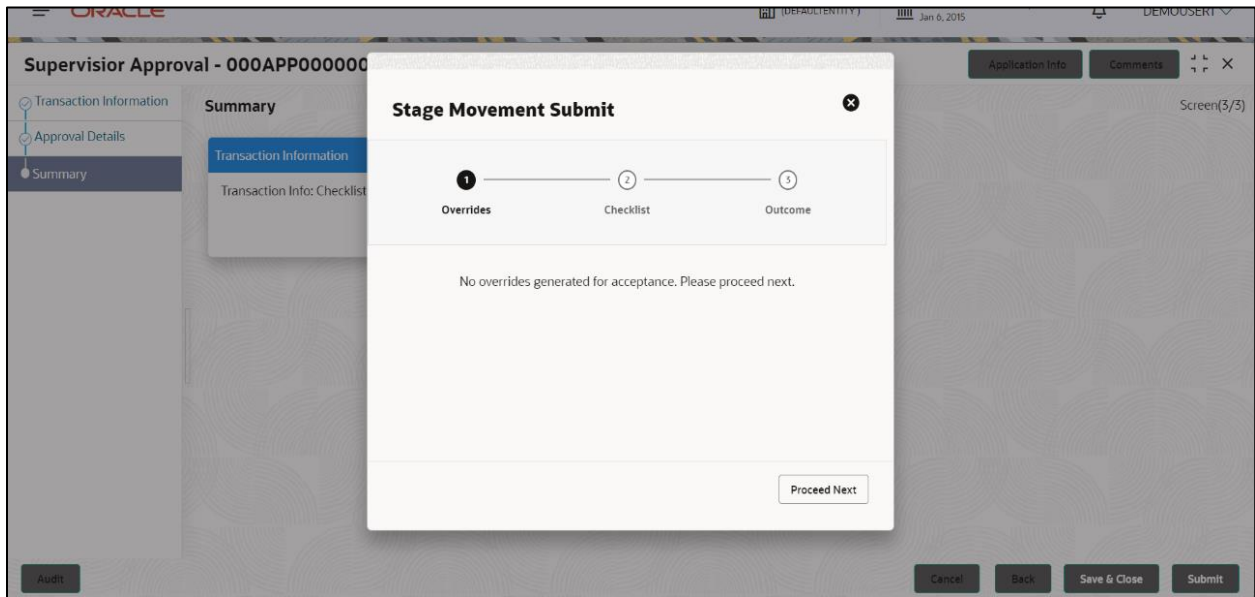 ORACLE
(DEFAULTENTITY)
Jan 6, 2015
DEMOUSER1
Supervisior Approval - 000APP000000
Application Info
Comments
Transaction Information
Approval Details
Summary
Summary
Screen(3/3)
Transaction Information
Transaction Info: Checklist
Stage Movement Submit
1
2
3
Overrides
Checklist
Outcome
No overrides generated for acceptance. Please proceed next.
Proceed Next
Audit
Cancel
Back
Save & Close
Submit